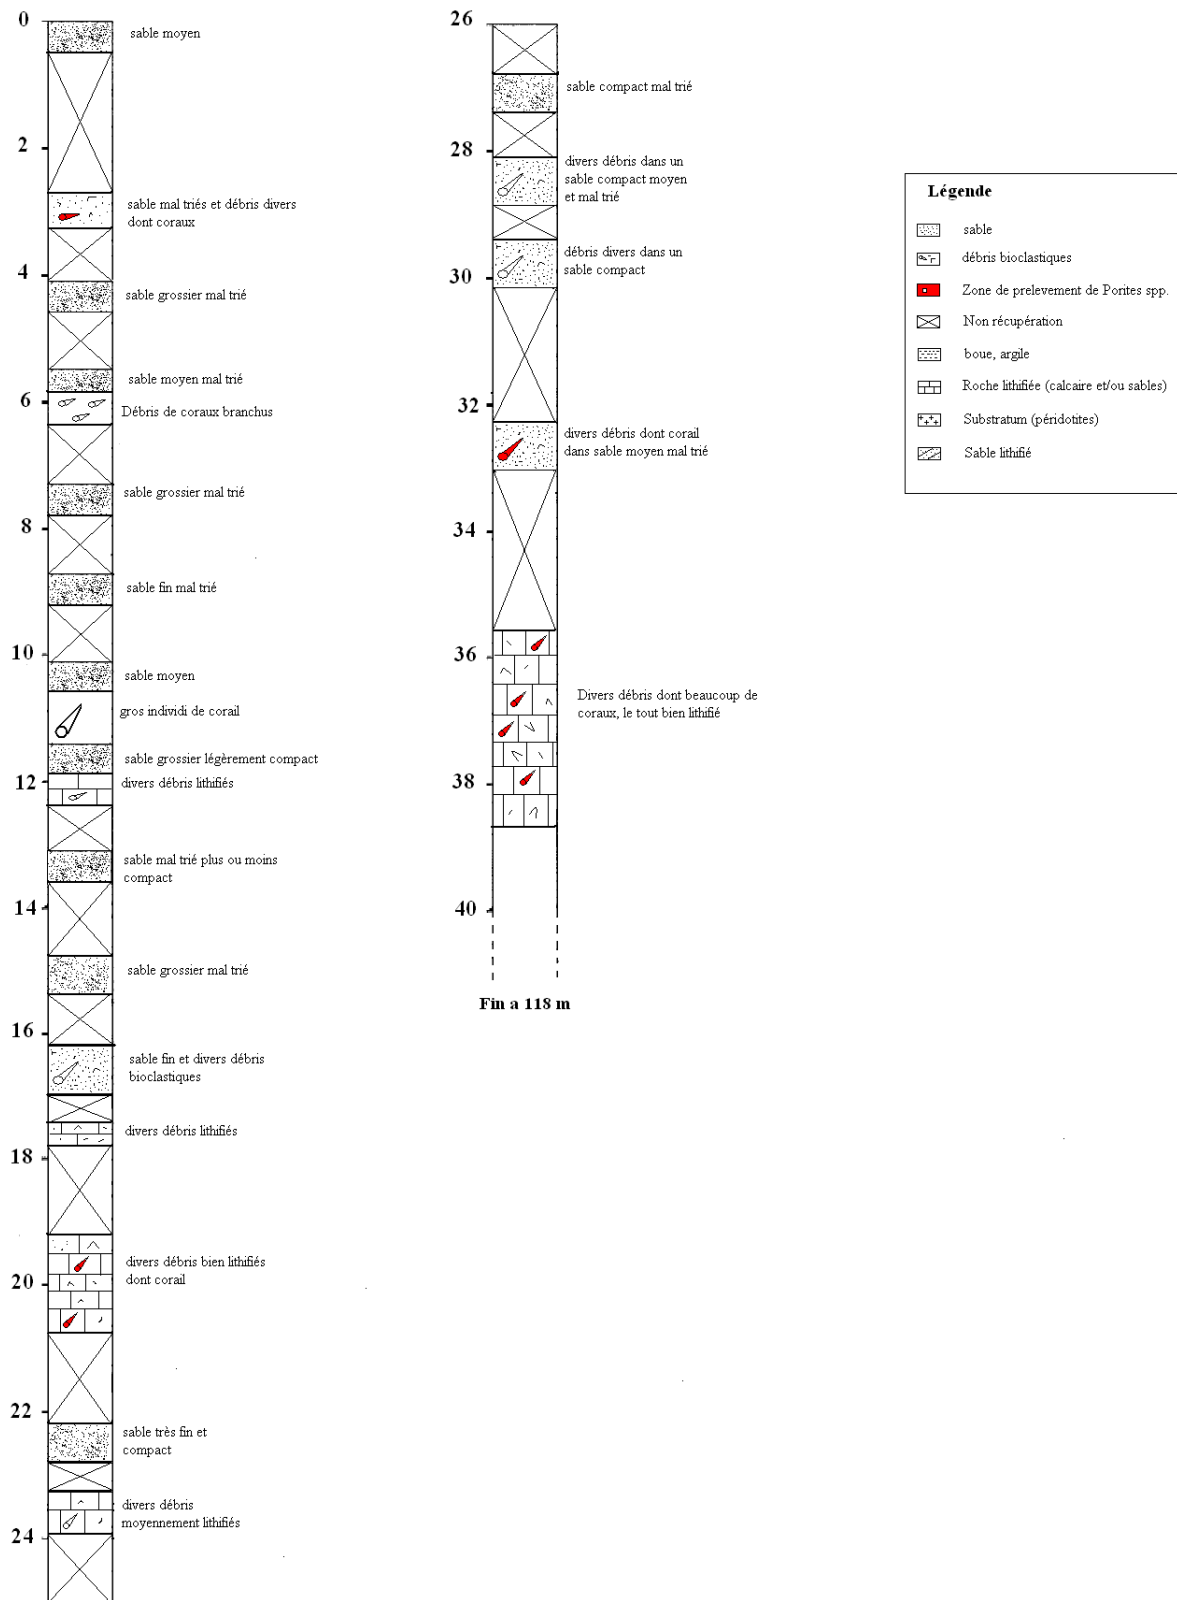 0
sable moyen
2
sable mal triés et débris divers
dont coraux
4
sable grossier mal trié
sable moyen mal trié
6
Débris de coraux branchus
sable grossier mal trié
8
sable fin mal trié
10
sable moyen
gros individi de corail
sable grossier légèrement compact
12
divers débris lithifiés
sable mal trié plus ou moins
compact
14
sable grossier mal trié
16
sable fin et divers débris
bioclastiques
divers débris lithifiés
18
divers débris bien lithifiés
dont corail
20
22
sable très fin et
compact
divers débris
moyennement lithifiés
24
26
sable compact mal trié
28
divers débris dans un
sable compact moyen
et mal trié
débris divers dans un
sable compact
30
32
divers débris dont corail
dans sable moyen mal trié
34
36
Divers débris dont beaucoup de
coraux, le tout bien lithifié
38
40
Fin a 118 m
Légende
sable
débris bioclastiques
Zone de prelevement de Porites spp.
Non récupération
boue, argile
Roche lithifiée (calcaire et/ou sables)
Substratum (péridotites)
Sable lithifié